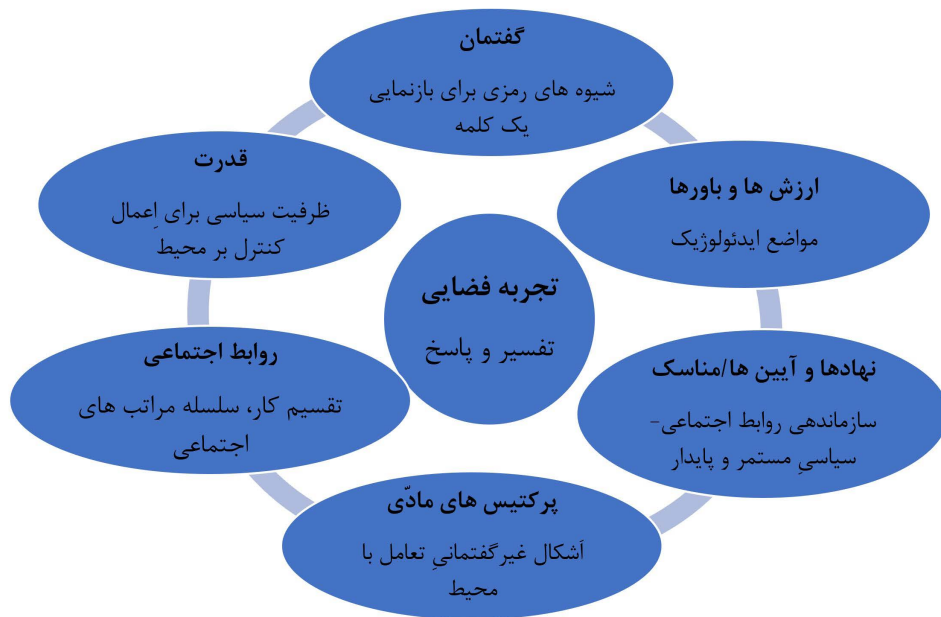 گفتمان
شیوه های رمزی برای بازنمایی
یک کلمه
ارزش ها و باورها
مواضع ایدئولوژیک
نهادها و آیین ها/مناسک
سازماندهی روابط اجتماعی-
سیاسیِ مستمر و پایدار
پرکتیس های مادّی
اَشکال غیرگفتمانیِ تعامل با
محیط
روابط اجتماعی
تقسیم کار، سلسله مراتب های
اجتماعی
قدرت
ظرفیت سیاسی برای اِعمال
کنترل بر محیط
تجربه فضایی
تفسیر و پاسخ